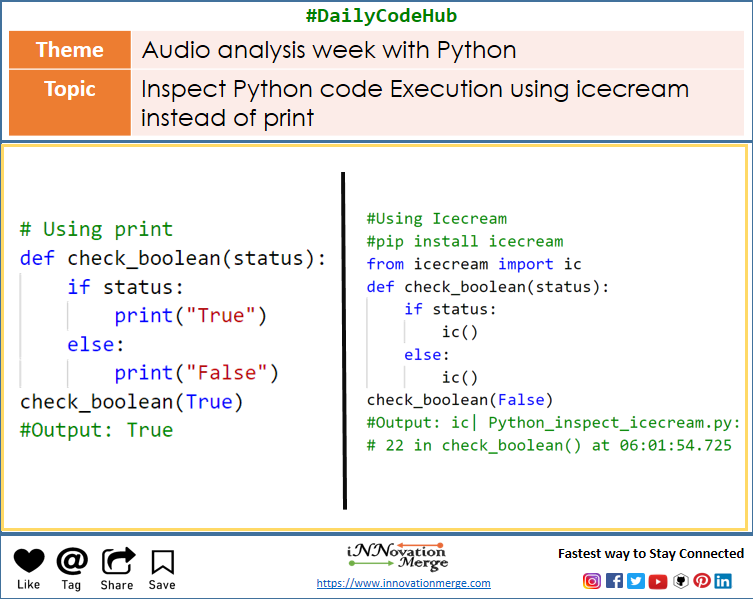 #DailyCodeHub
Theme
Audio analysis week with Python
Topic
Inspect Python code Execution using icecream
instead of print
# Using print
def check_boolean(status):
    if status:
        print("True")
    else:
        print("False")
check_boolean(True)
#Output: True
#Using Icecream
#pip install icecream
from icecream import ic
def check_boolean(status):
    if status:
        ic()
    else:
        ic()
check_boolean(False)
#Output: ic| Python_inspect_icecream.py:
# 22 in check_boolean() at 06:01:54.725
Like
Tag
Share
Save
iNNovation
Merge
https://www.innovationmerge.com
Fastest way to Stay Connected